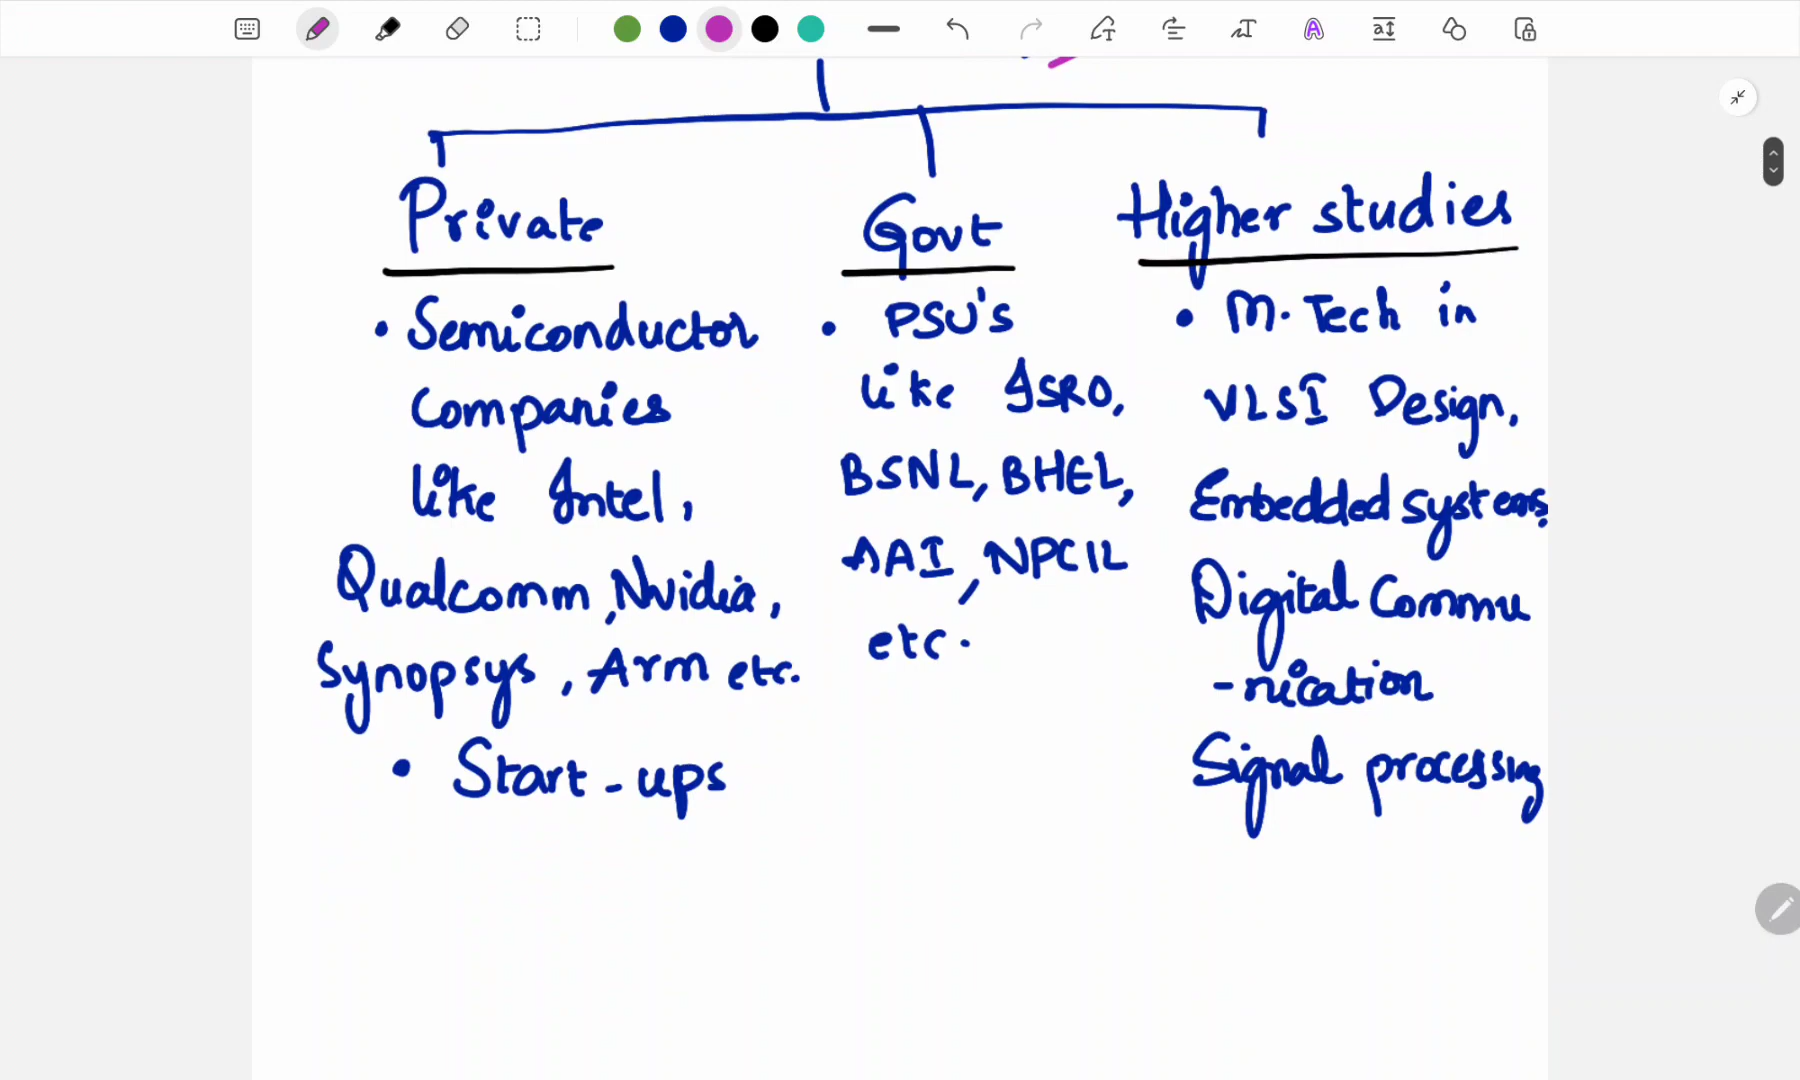 Private
• Semiconductor
Companies
like Intel,
Qualcomm, Nvidia,
Synopsys, Arm etc.
• Start-ups
Govt
• PSU's
like ISRO,
BSNL, BHEL,
AAI, NPCIL
etc.
Higher studies
• M.Tech in
VLSI Design,
Embedded systems,
Digital Commu
-nication
Signal processing